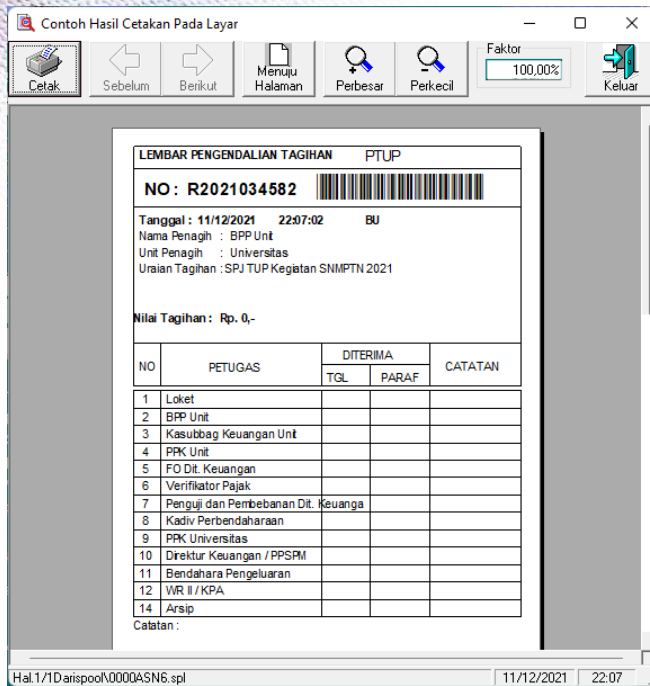 Contoh Hasil Cetakan Pada Layar
Cetak Sebelum Berikut Menuju Halaman Perbesar Perkecil Faktor 100,00% Keluar
LEMBAR PENGENDALIAN TAGIHAN PTUP
NO : R2021034582
Tanggal : 11/12/2021 22:07:02 BU
Nama Penagih : BPP Unit
Unit Penagih : Universitas
Uraian Tagihan : SPJ TUP Kegiatan SNMPTN 2021
Nilai Tagihan : Rp. 0,-
NO PETUGAS DITERIMA CATATAN
TGL PARAF
1 Loket
2 BPP Unit
3 Kasubbag Keuangan Unit
4 PPK Unit
5 FO Dit. Keuangan
6 Verifikator Pajak
7 Penguji dan Pembebanan Dit. Keuanga
8 Kadiv Perbendaharaan
9 PPK Universitas
10 Direktur Keuangan / PPSPM
11 Bendahara Pengeluaran
12 WR II / KPA
14 Arsip
Catatan :
Hal.1/1Darispool\0000ASN6.spl 11/12/2021 22:07